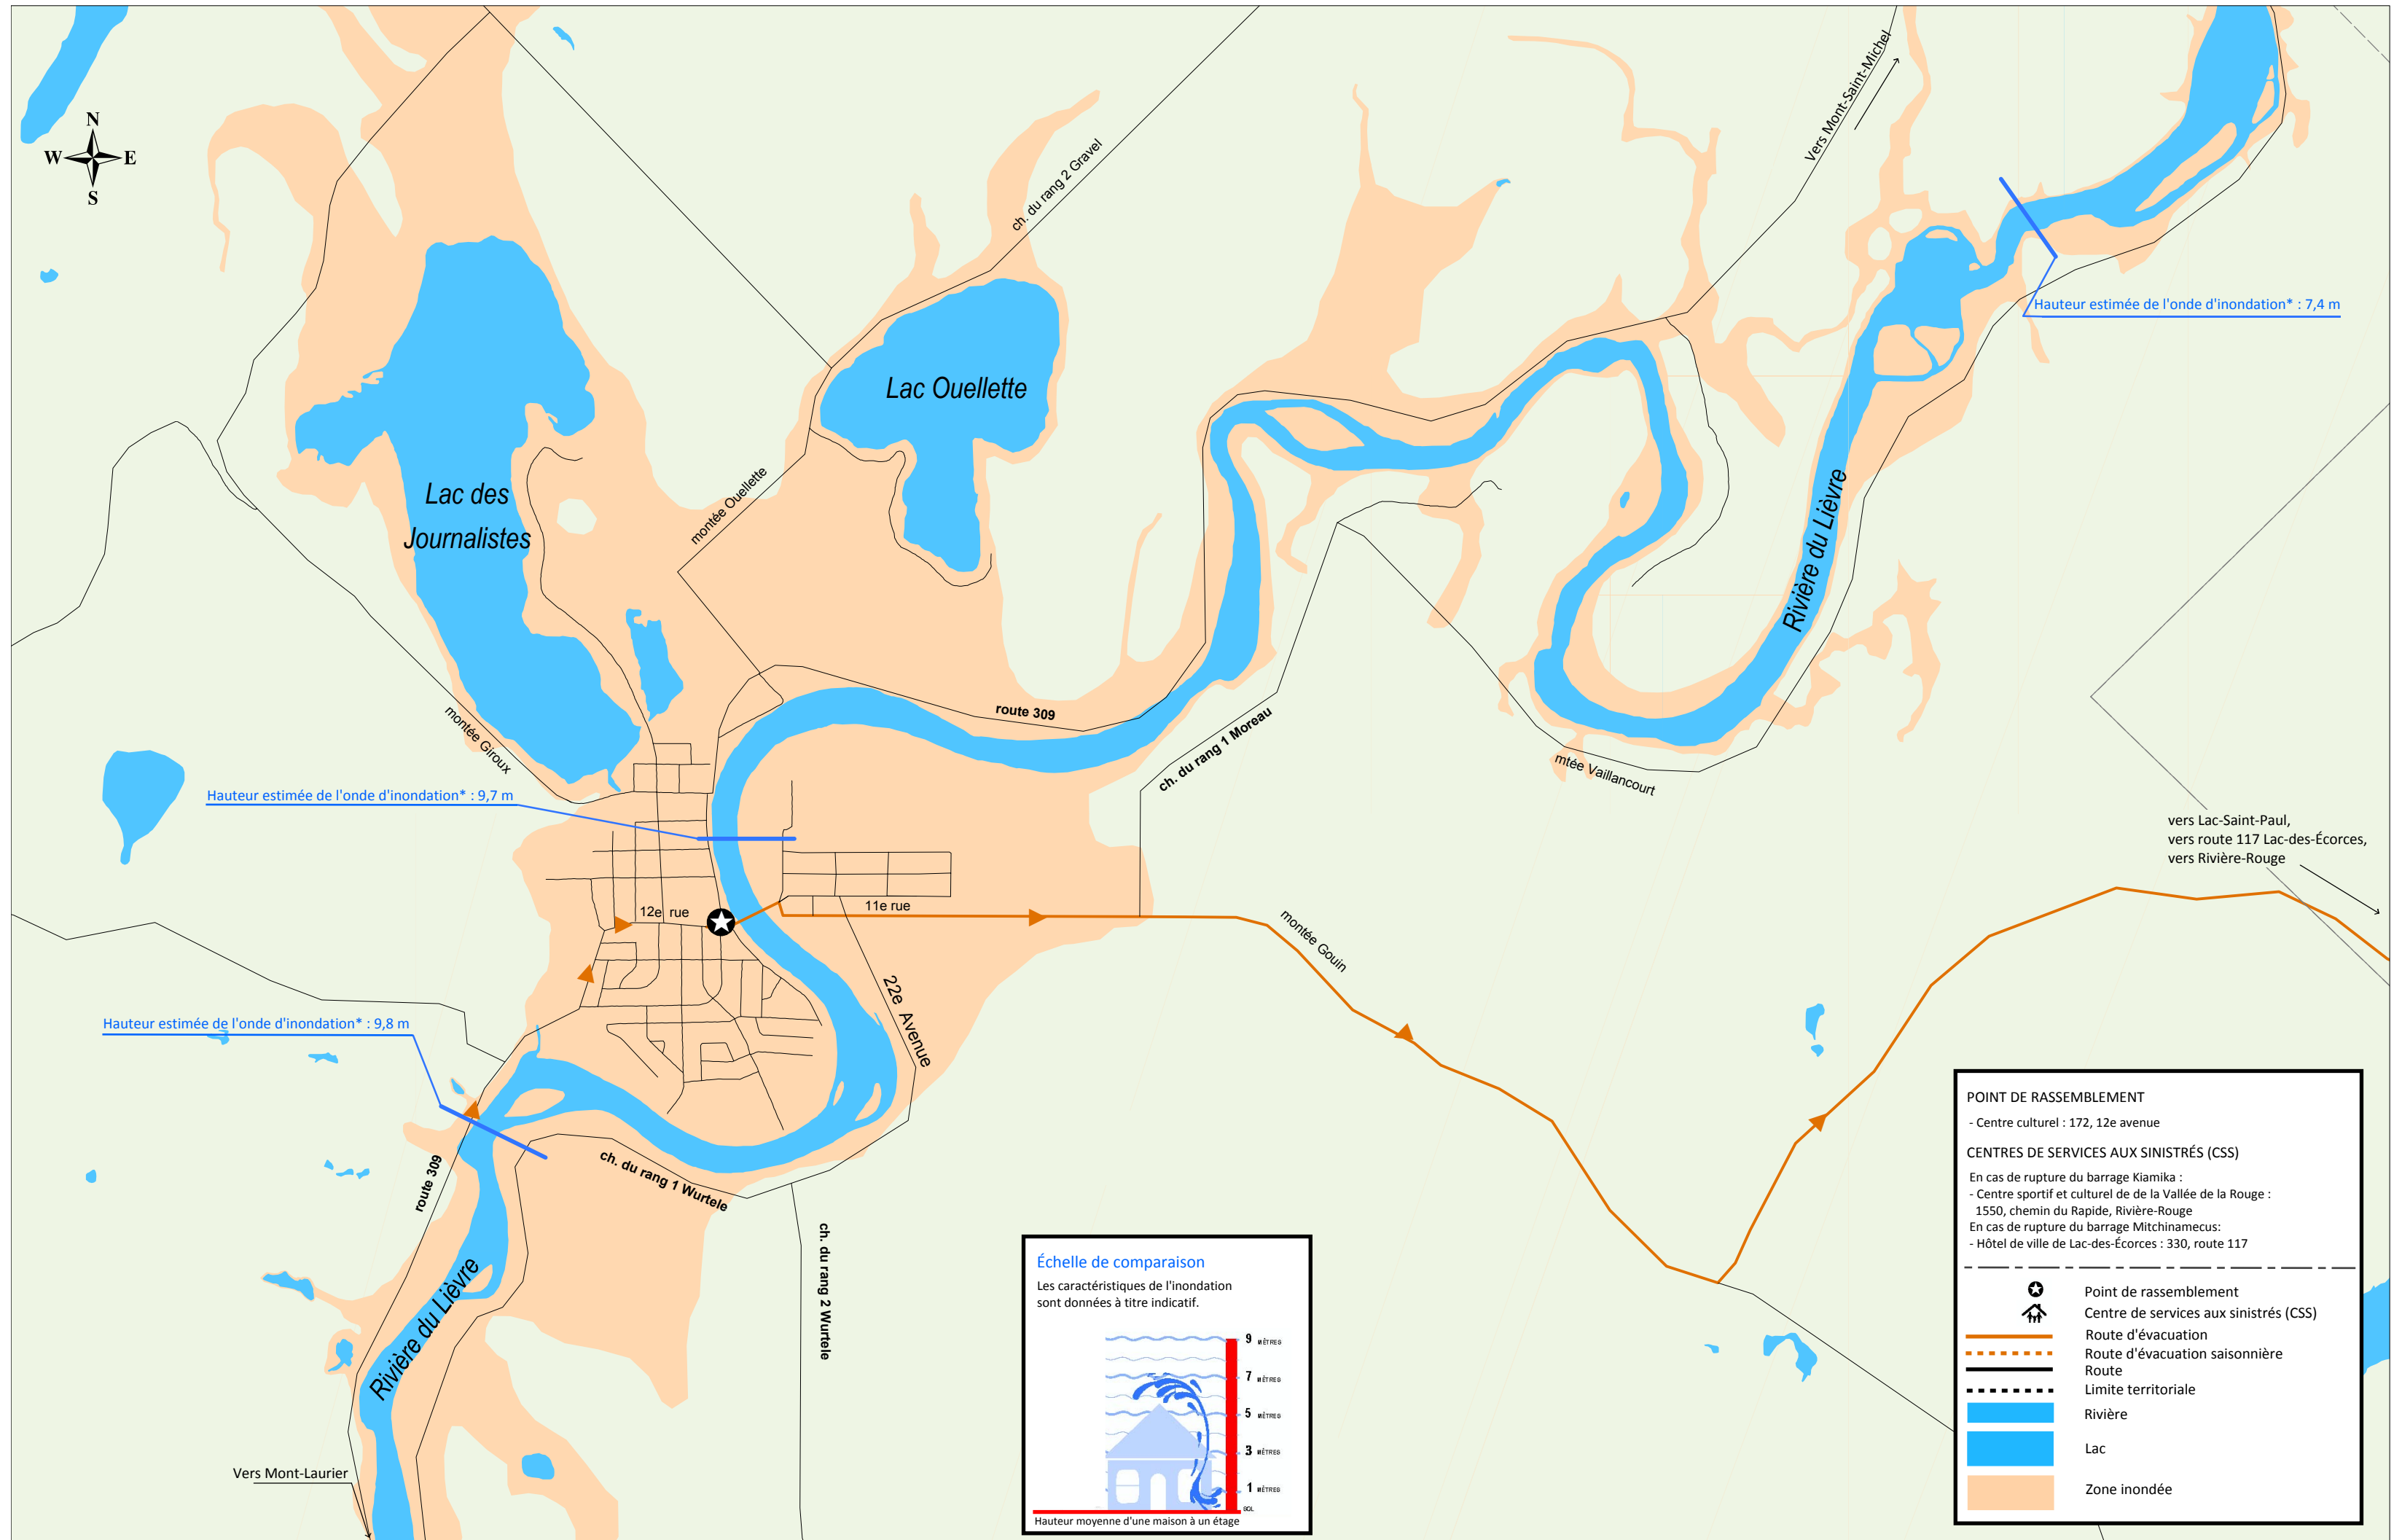 N
W E
S
Vers Mont-Saint-Michel
ch. du rang 2 Gravel
Hauteur estimée de l'onde d'inondation* : 7,4 m
Lac Ouellette
Lac des
Journalistes
montée Ouellette
Rivière du Lièvre
route 309
montée Giroux
ch. du rang 1 Moreau
mtée Vaillancourt
Hauteur estimée de l'onde d'inondation* : 9,7 m
vers Lac-Saint-Paul,
vers route 117 Lac-des-Écorces,
vers Rivière-Rouge
12e rue
11e rue
montée Gouin
22e Avenue
Hauteur estimée de l'onde d'inondation* : 9,8 m
route 309
ch. du rang 1 Wurtele
ch. du rang 2 Wurtele
Rivière du Lièvre
Vers Mont-Laurier
Échelle de comparaison
Les caractéristiques de l'inondation
sont données à titre indicatif.
9 MÈTRES
7 MÈTRES
5 MÈTRES
3 MÈTRES
1 MÈTRES
SOL
Hauteur moyenne d'une maison à un étage
POINT DE RASSEMBLEMENT
- Centre culturel : 172, 12e avenue
CENTRES DE SERVICES AUX SINISTRÉS (CSS)
En cas de rupture du barrage Kiamika :
- Centre sportif et culturel de de la Vallée de la Rouge :
1550, chemin du Rapide, Rivière-Rouge
En cas de rupture du barrage Mitchinamecus:
- Hôtel de ville de Lac-des-Écorces : 330, route 117
Point de rassemblement
Centre de services aux sinistrés (CSS)
Route d'évacuation
Route d'évacuation saisonnière
Route
Limite territoriale
Rivière
Lac
Zone inondée